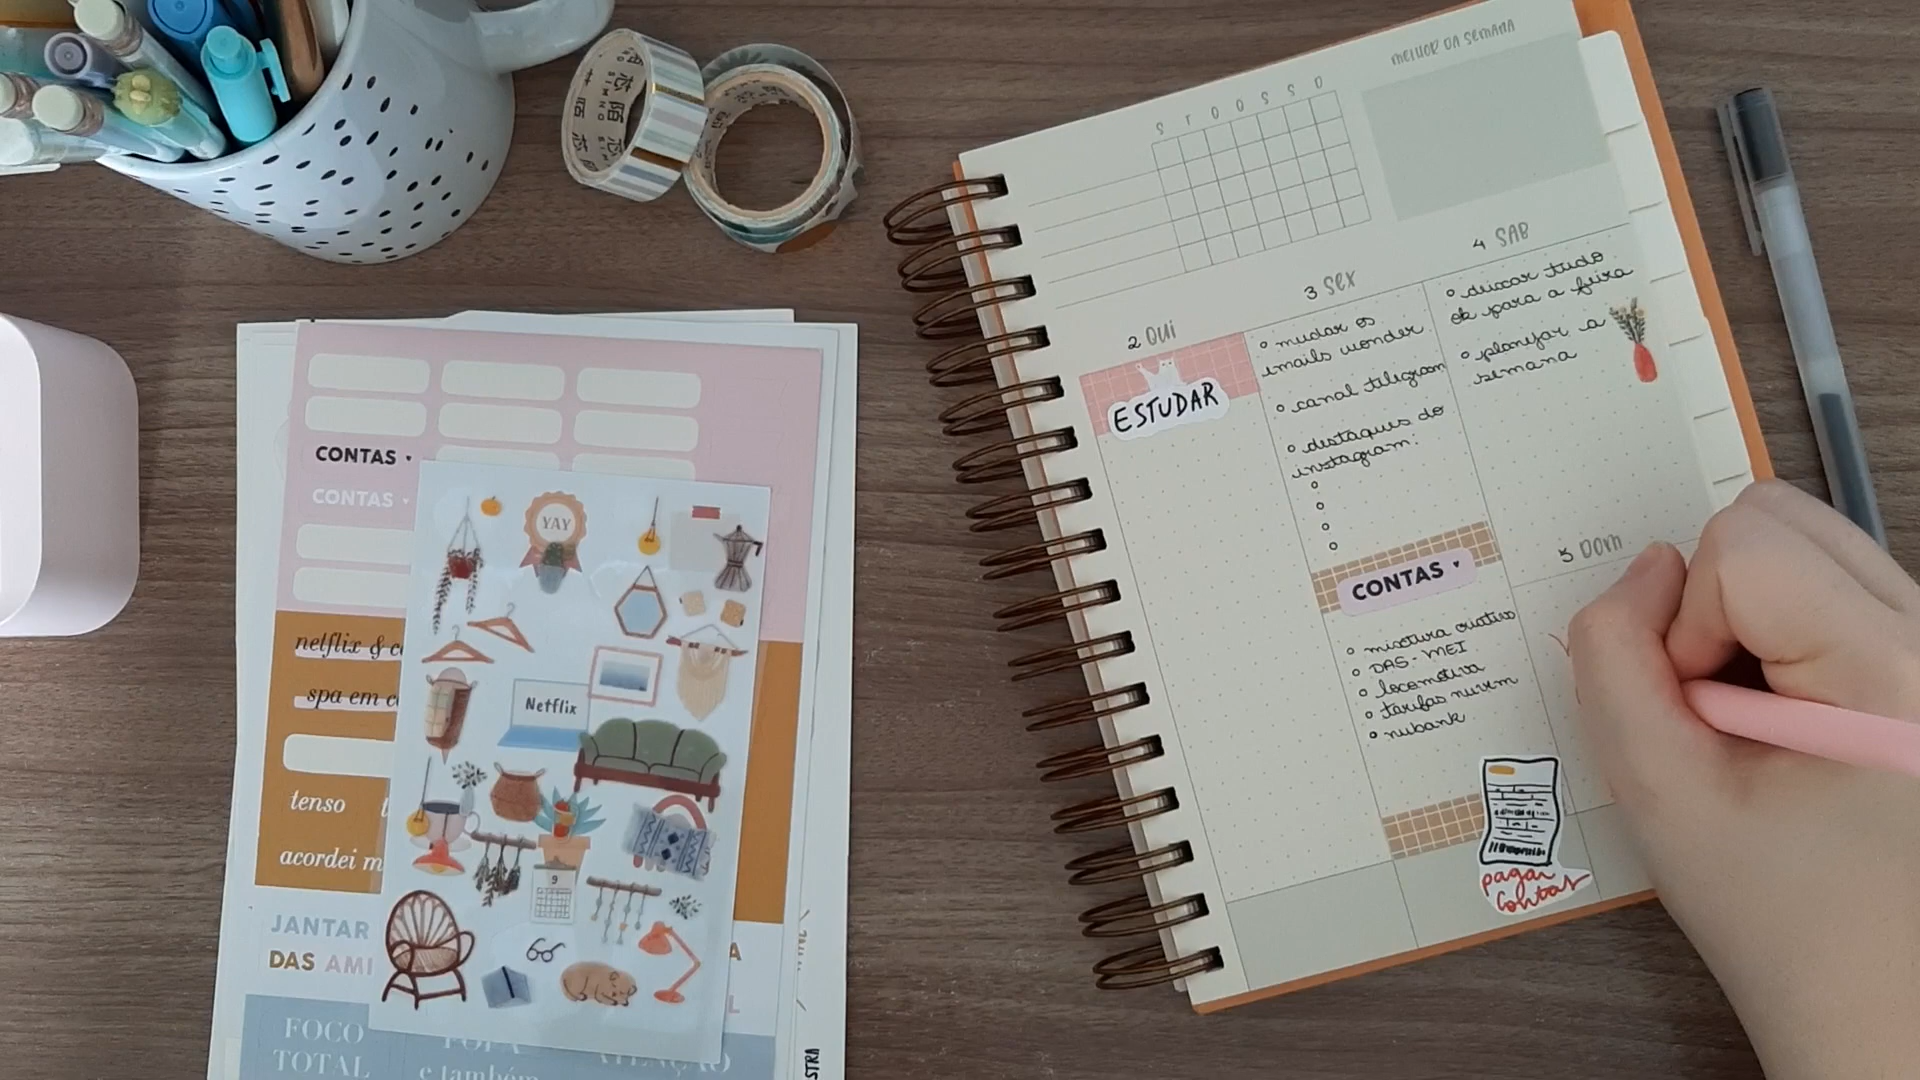 MELHOR DA SEMANA
S T Q Q S S D
2 QUI
3 SEX
4 SAB
5 DOM
ESTUDAR
mudar os
emails wonder
canal telegram
destaques do
instagram:
CONTAS
mistura criativa
DAS-MEI
locomotiva
tarifas nuvem
nubank
pagar
contas
deixar tudo
ok para a feira
planejar a
semana
CONTAS
CONTAS
netflix & c
spa em c
tenso
acordei m
JANTAR
DAS AMI
FOCO
TOTAL
e também
YAY
Netflix
9